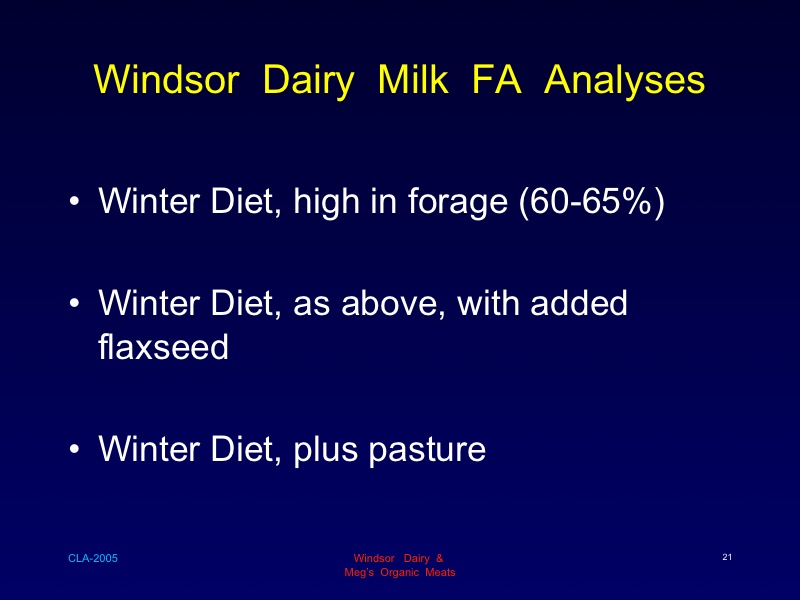 Windsor Dairy Milk FA Analyses
• Winter Diet, high in forage (60-65%)
• Winter Diet, as above, with added
flaxseed
• Winter Diet, plus pasture
CLA-2005
Windsor Dairy &
Meg's Organic Meats
21